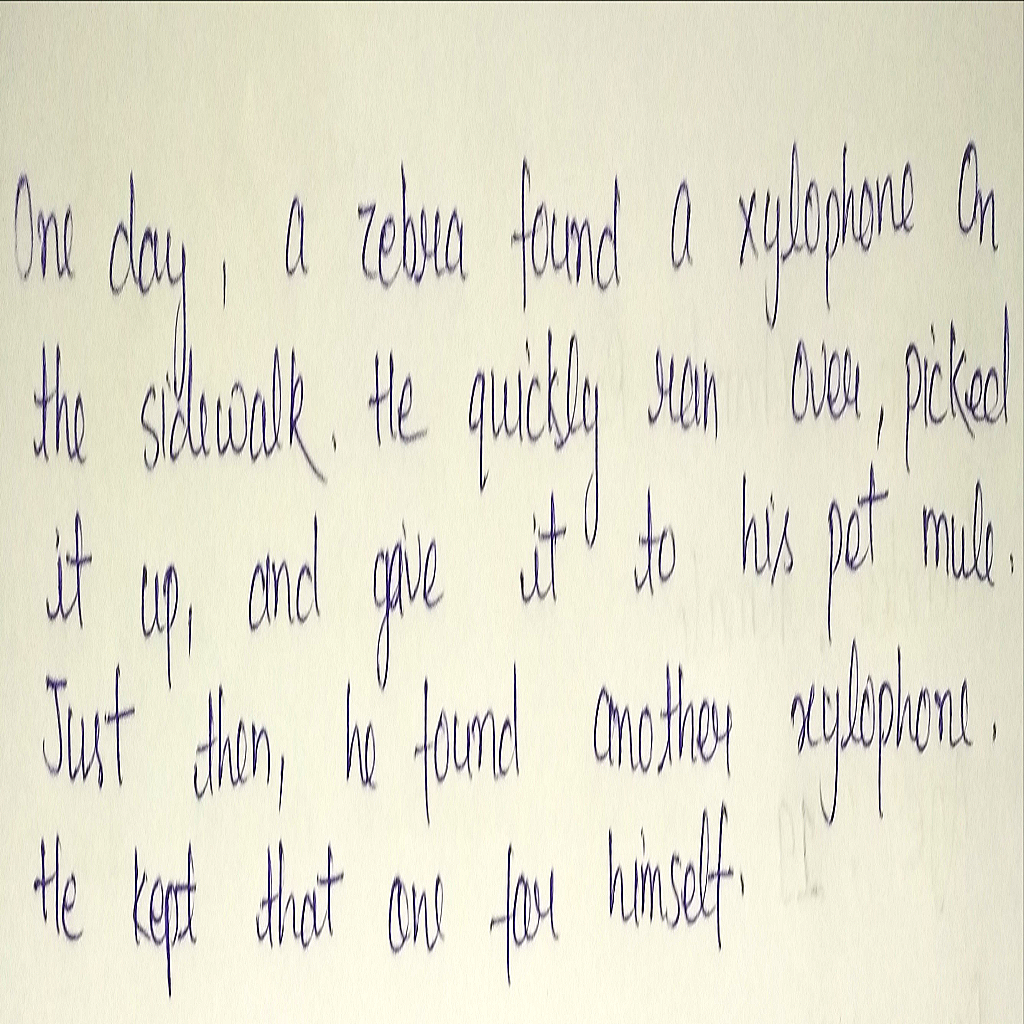 One day, a zebra found a xylophone on
the sidewalk. He quickly ran over, picked
it up, and gave it to his pet mule.
Just then, he found another xylophone.
He kept that one for himself.